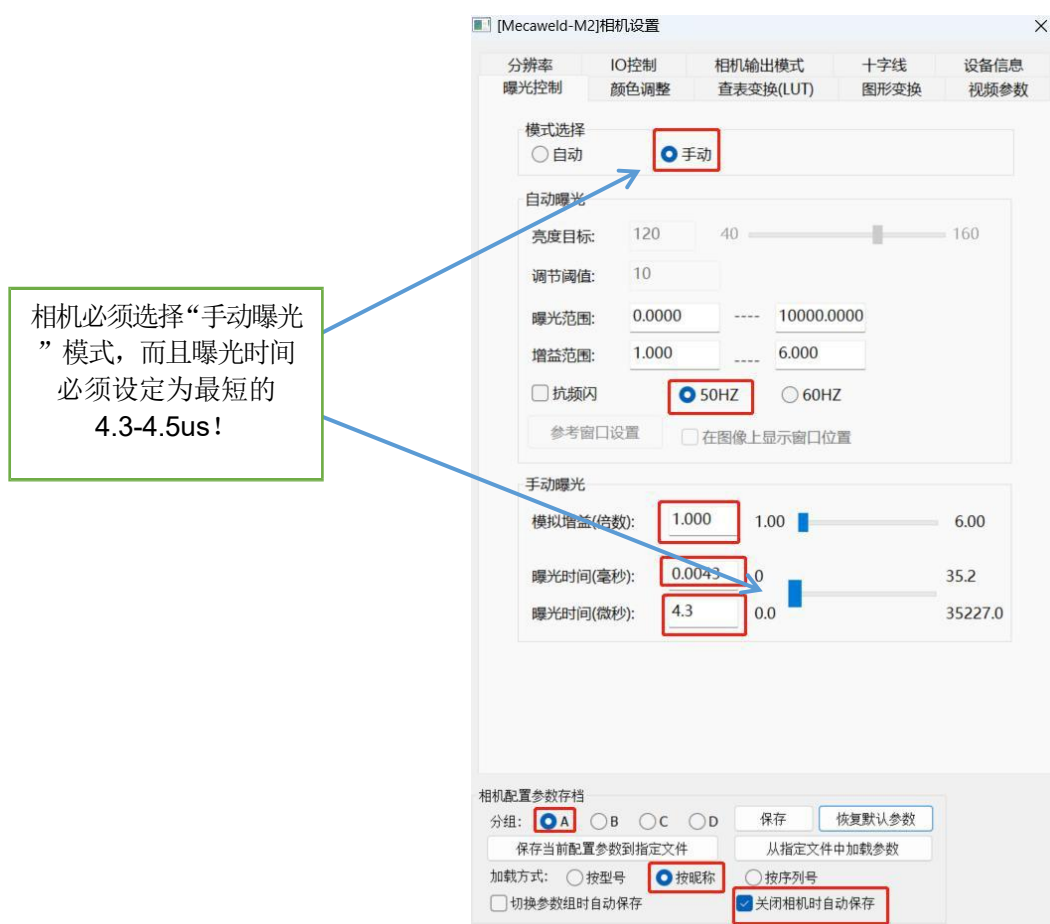 [Mecaweld-M2]相机设置
分辨率 IO控制 相机输出模式 十字线 设备信息
曝光控制 颜色调整 查表变换(LUT) 图形变换 视频参数
模式选择
自动 手动
自动曝光
亮度目标: 120 40 160
调节阈值: 10
曝光范围: 0.0000 ---- 10000.0000
增益范围: 1.000 ---- 6.000
抗频闪 50HZ 60HZ
参考窗口设置 在图像上显示窗口位置
相机必须选择“手动曝光
”模式，而且曝光时间
必须设定为最短的
4.3-4.5us！
手动曝光
模拟增益(倍数): 1.000 1.00 6.00
曝光时间(毫秒): 0.0043 0 35.2
曝光时间(微秒): 4.3 0.0 35227.0
相机配置参数存档
分组: A B C D 保存 恢复默认参数
保存当前配置参数到指定文件 从指定文件中加载参数
加载方式: 按型号 按昵称 按序列号
切换参数组时自动保存 关闭相机时自动保存